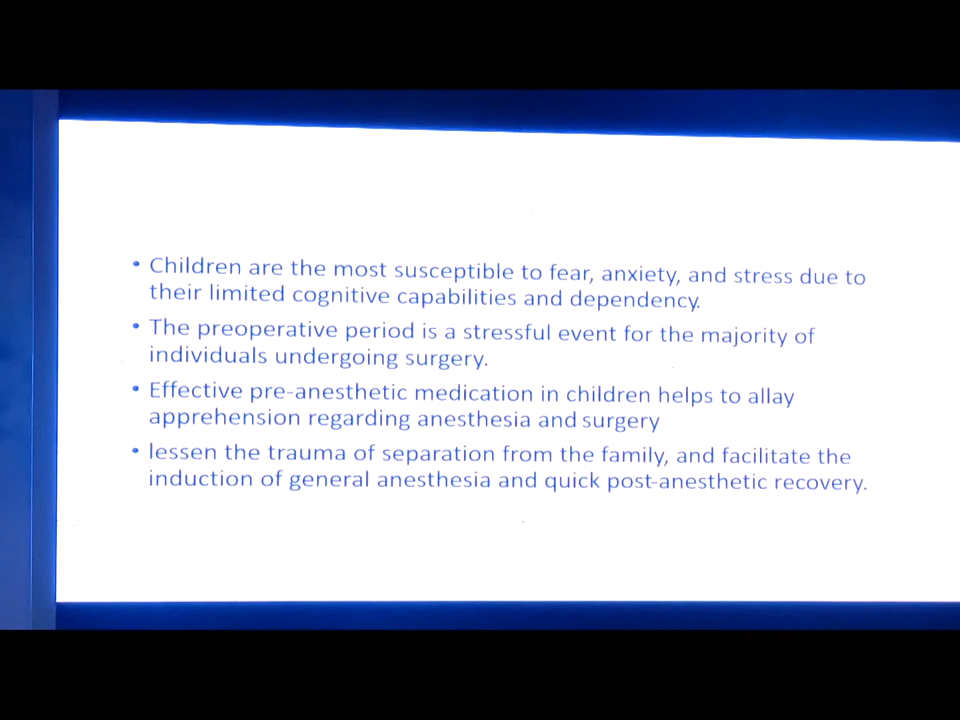 • Children are the most susceptible to fear, anxiety, and stress due to
their limited cognitive capabilities and dependency.
• The preoperative period is a stressful event for the majority of
individuals undergoing surgery.
• Effective pre-anesthetic medication in children helps to allay
apprehension regarding anesthesia and surgery
• lessen the trauma of separation from the family, and facilitate the
induction of general anesthesia and quick post-anesthetic recovery.